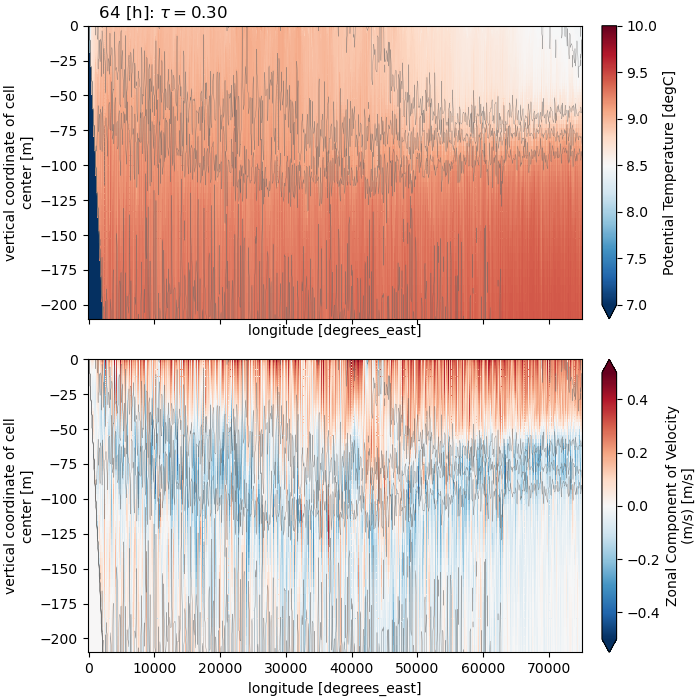 64 [h]: τ = 0.30
0
−25
−50
−75
−100
−125
−150
−175
−200
vertical coordinate of cell
center [m]
longitude [degrees_east]
10.0
9.5
9.0
8.5
8.0
7.5
7.0
Potential Temperature [degC]
0
−25
−50
−75
−100
−125
−150
−175
−200
vertical coordinate of cell
center [m]
0 10000 20000 30000 40000 50000 60000 70000
longitude [degrees_east]
0.4
0.2
0.0
−0.2
−0.4
Zonal Component of Velocity
(m/s) [m/s]